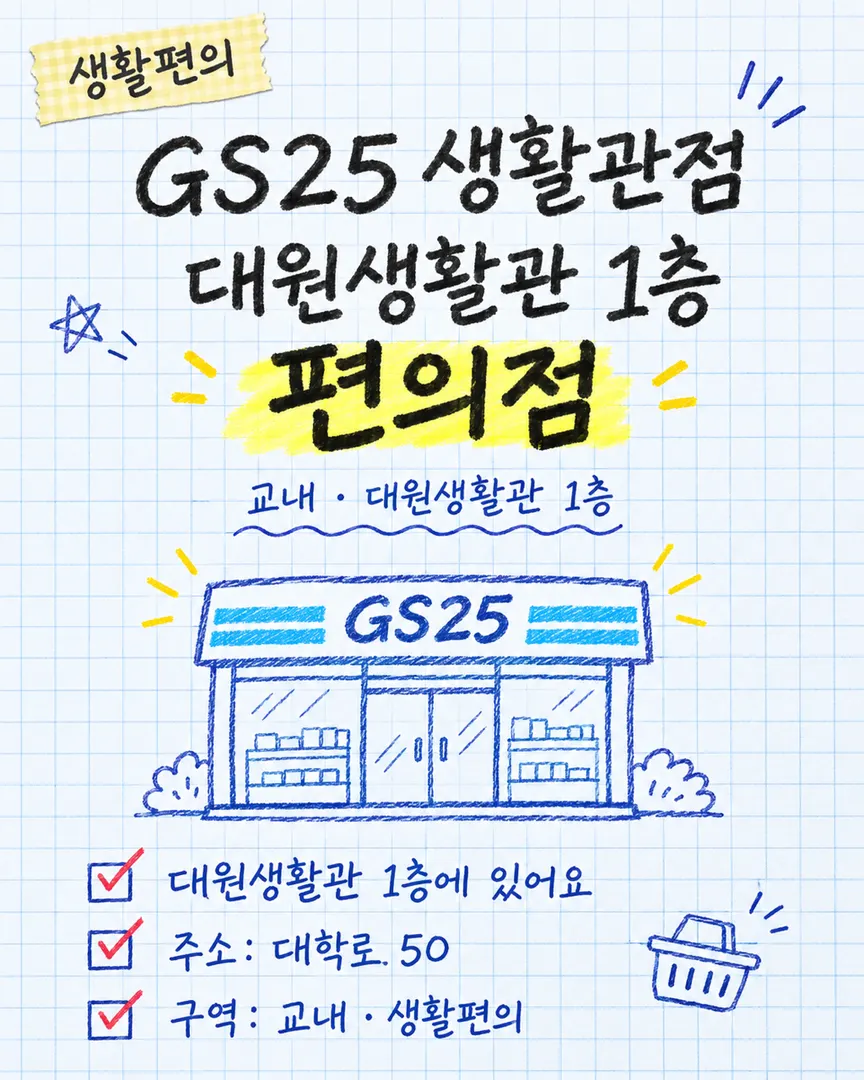 생활편의
GS25 생활관점
대원생활관 1층
편의점
교내 · 대원생활관 1층
GS25
대원생활관 1층에 있어요
주소: 대학로. 50
구역: 교내 · 생활편의